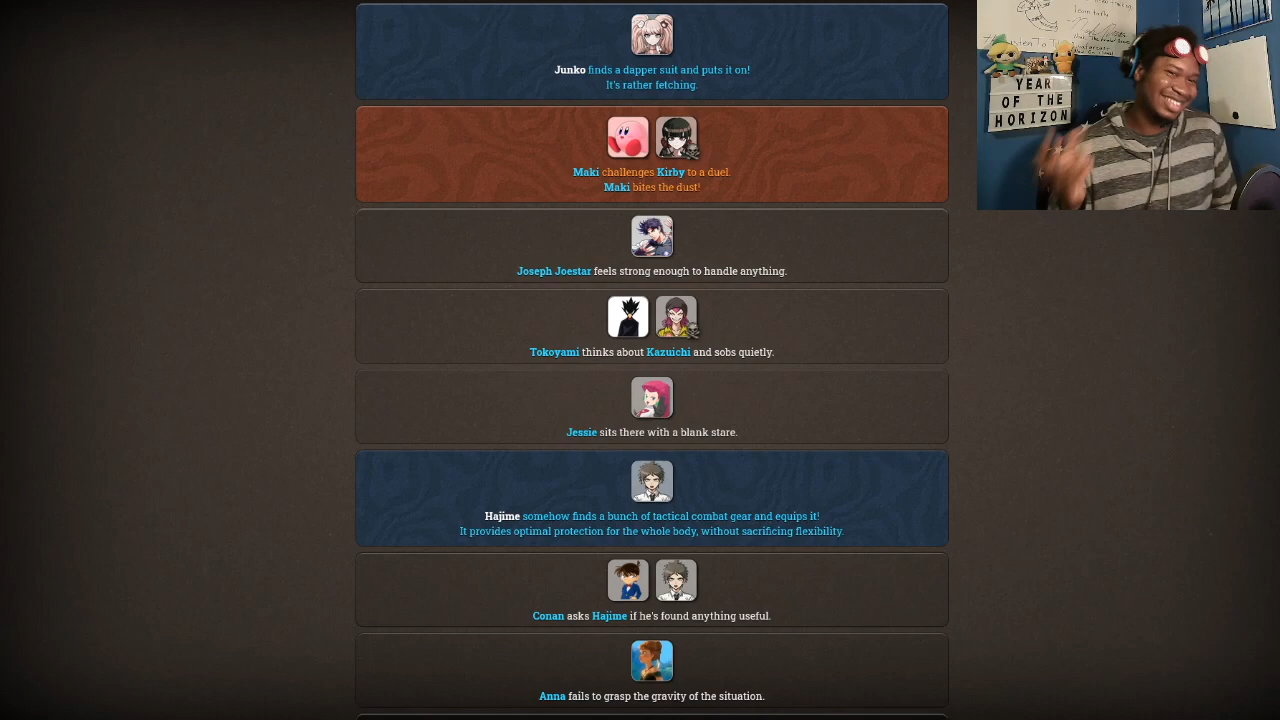 Junko finds a dapper suit and puts it on!
It's rather fetching.
Maki challenges Kirby to a duel.
Maki bites the dust!
Joseph Joestar feels strong enough to handle anything.
Tokoyami thinks about Kazuichi and sobs quietly.
Jessie sits there with a blank stare.
Hajime somehow finds a bunch of tactical combat gear and equips it!
It provides optimal protection for the whole body, without sacrificing flexibility.
Conan asks Hajime if he's found anything useful.
Anna fails to grasp the gravity of the situation.
YEAR
OF THE
HORIZON